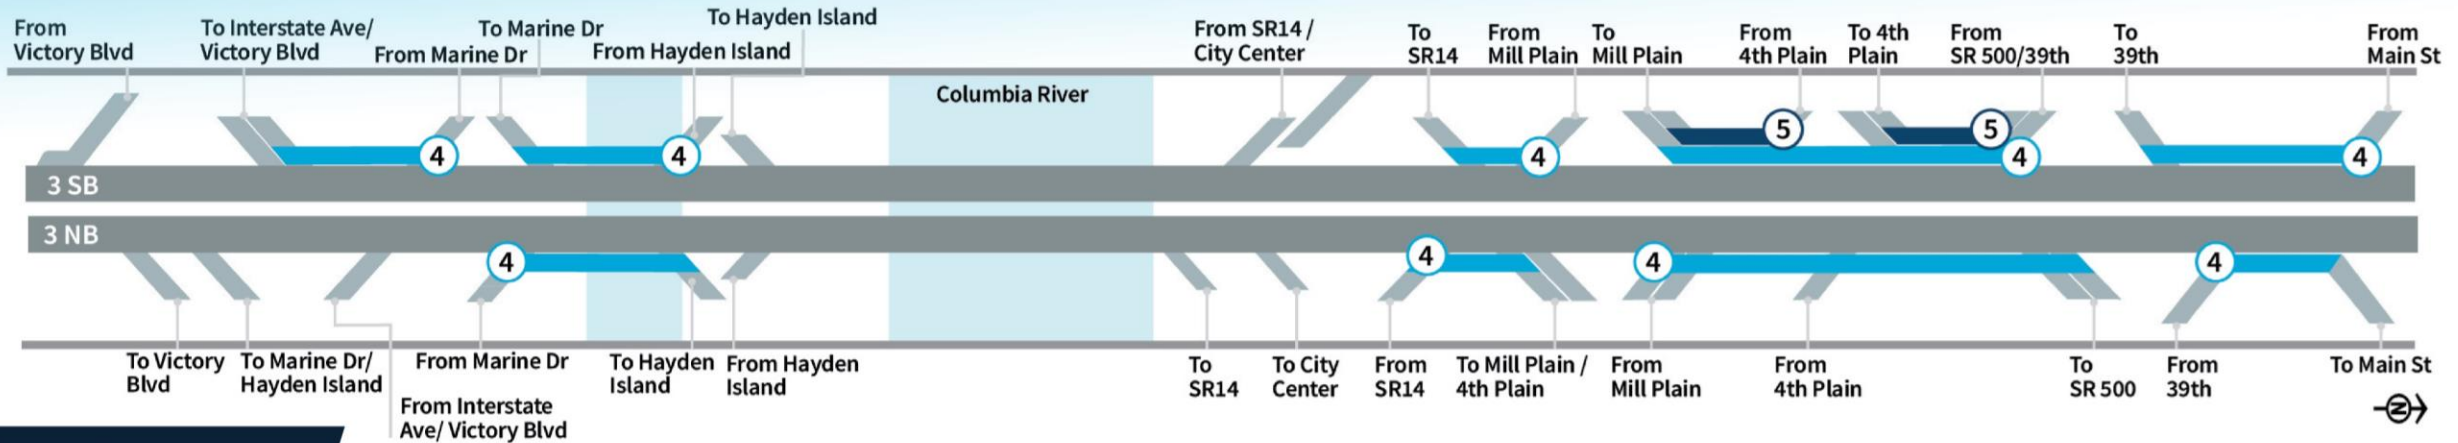 From
Victory Blvd
To Interstate Ave/
Victory Blvd
From Marine Dr
To Marine Dr
From Hayden Island
To Hayden Island
From SR14 /
City Center
To
SR14
From
Mill Plain
To
Mill Plain
From
4th Plain
To 4th
Plain
From
SR 500/39th
To
39th
From
Main St
Columbia River
4
4
4
5
5
4
4
3 SB
3 NB
4
4
4
4
To Victory
Blvd
To Marine Dr/
Hayden Island
From Interstate
Ave/ Victory Blvd
From Marine Dr
To Hayden
Island
From Hayden
Island
To
SR14
To City
Center
From
SR14
To Mill Plain /
4th Plain
From
Mill Plain
From
4th Plain
To
SR 500
From
39th
To Main St
N